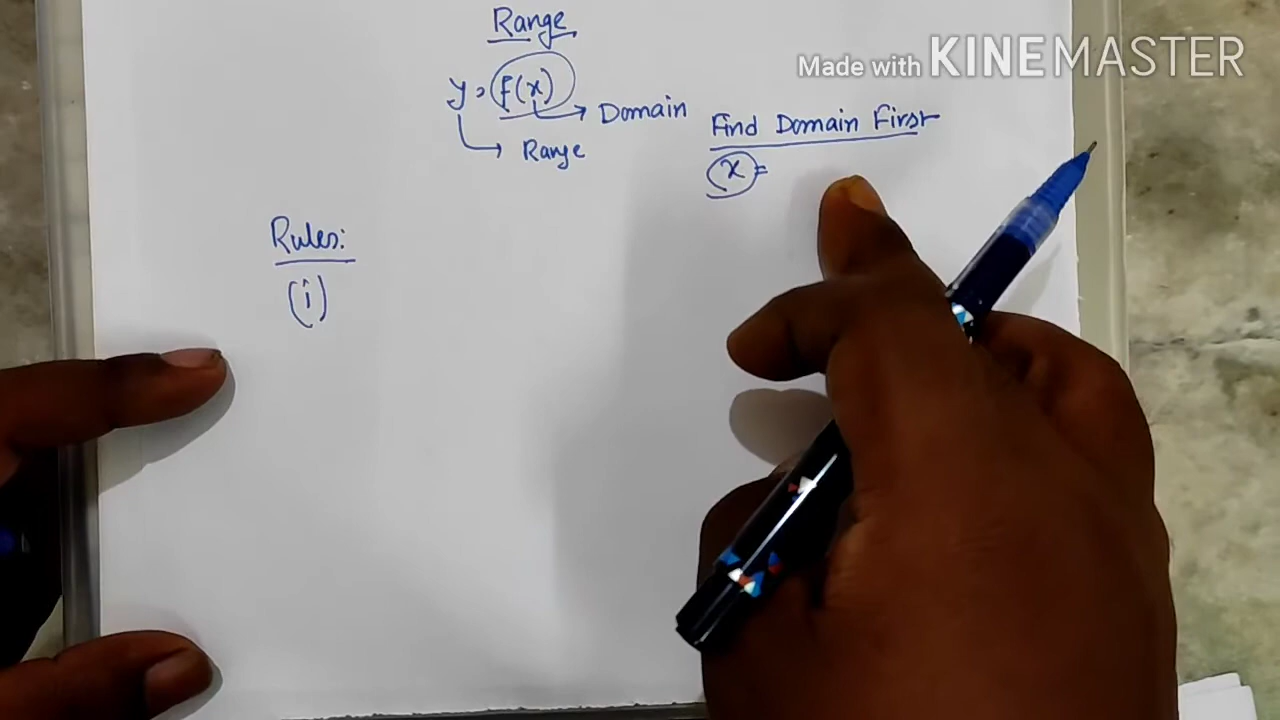 Range
Made with KINEMASTER
y = f(x)
Domain
Find Domain First
Range
x =
Rules:
(i)